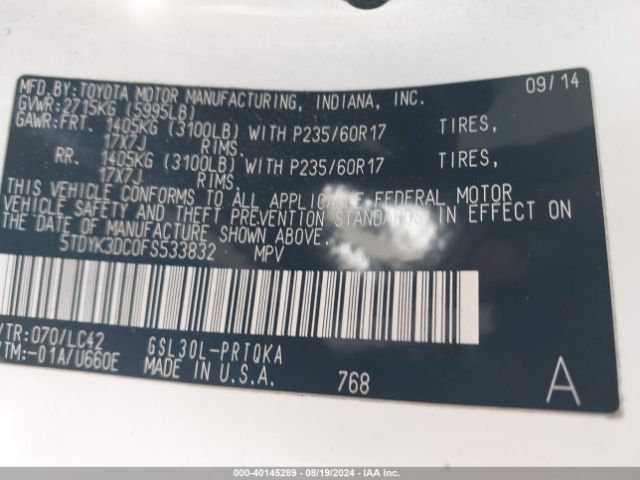 MFD.BY:TOYOTA MOTOR MANUFACTURING, INDIANA, INC. 09/14
GVWR:2715KG (5995LB)
GAWR:FRT. 1405KG (3100LB) WITH P235/60R17 TIRES,
17X7J RIMS.
RR. 1405KG (3100LB) WITH P235/60R17 TIRES,
17X7J RIMS.
THIS VEHICLE CONFORMS TO ALL APPLICABLE FEDERAL MOTOR
VEHICLE SAFETY AND THEFT PREVENTION STANDARDS IN EFFECT ON
THE DATE OF MANUFACTURE SHOWN ABOVE.
5TDYK3DC0FS533832 MPV
/TR:070/LC42 GSL30L-PRTQKA
TM:-01A/U660E MADE IN U.S.A. 768 A
000-40145289 - 08/19/2024 - IAA Inc.